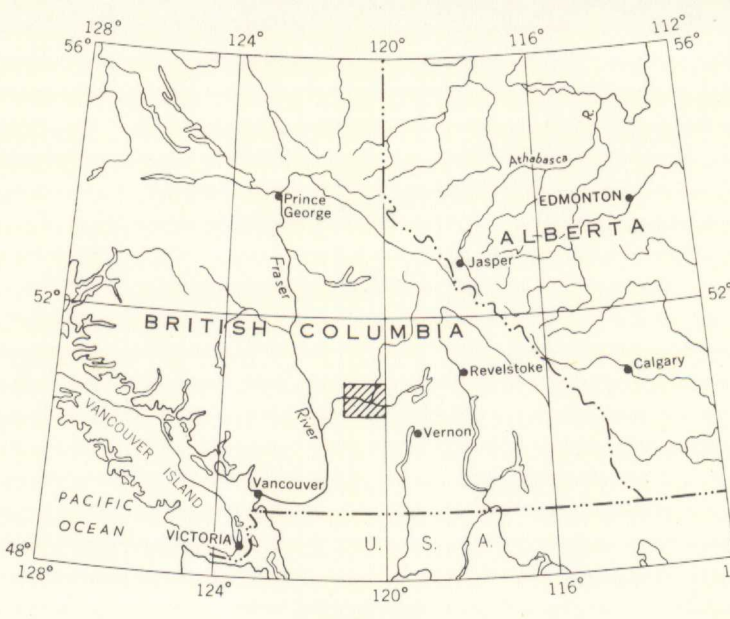 128°
124°
120°
116°
112°
56°
56°
Athabasca
R.
Prince
George
EDMONTON
ALBERTA
Jasper
Fraser
52°
52°
BRITISH COLUMBIA
Revelstoke
Calgary
River
Vernon
VANCOUVER
ISLAND
Vancouver
PACIFIC
OCEAN
VICTORIA
U. S. A.
48°
128°
124°
120°
116°